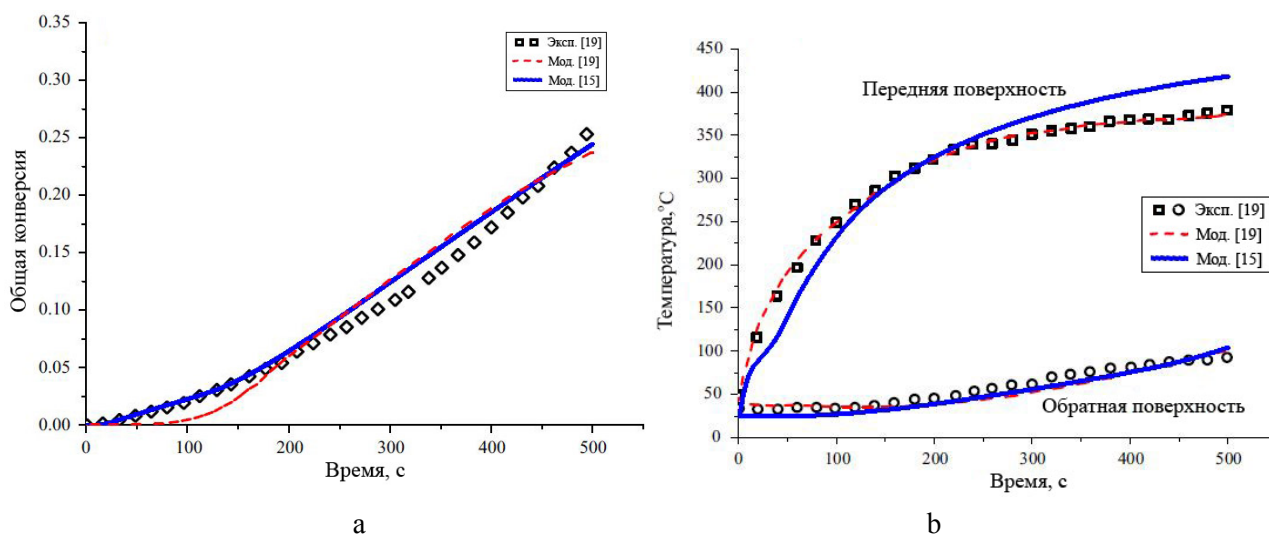 0.35
0.30
0.25
0.20
0.15
0.10
0.05
0.00
Общая конверсия
Эксп. [19]
Мод. [19]
Мод. [15]
0
100
200
300
400
500
Время, с
а
450
400
350
300
250
200
150
100
50
0
Температура,°C
Передняя поверхность
Эксп. [19]
Мод. [19]
Мод. [15]
Обратная поверхность
0
100
200
300
400
500
Время, с
b